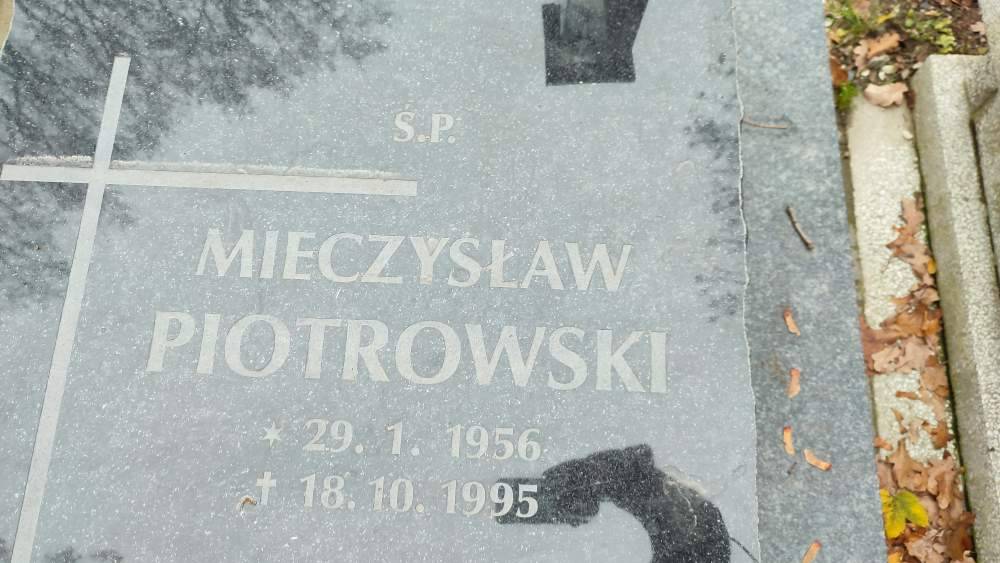 Ś.P.
MIECZYSŁAW
PIOTROWSKI
✶ 29. 1. 1956
† 18. 10. 1995